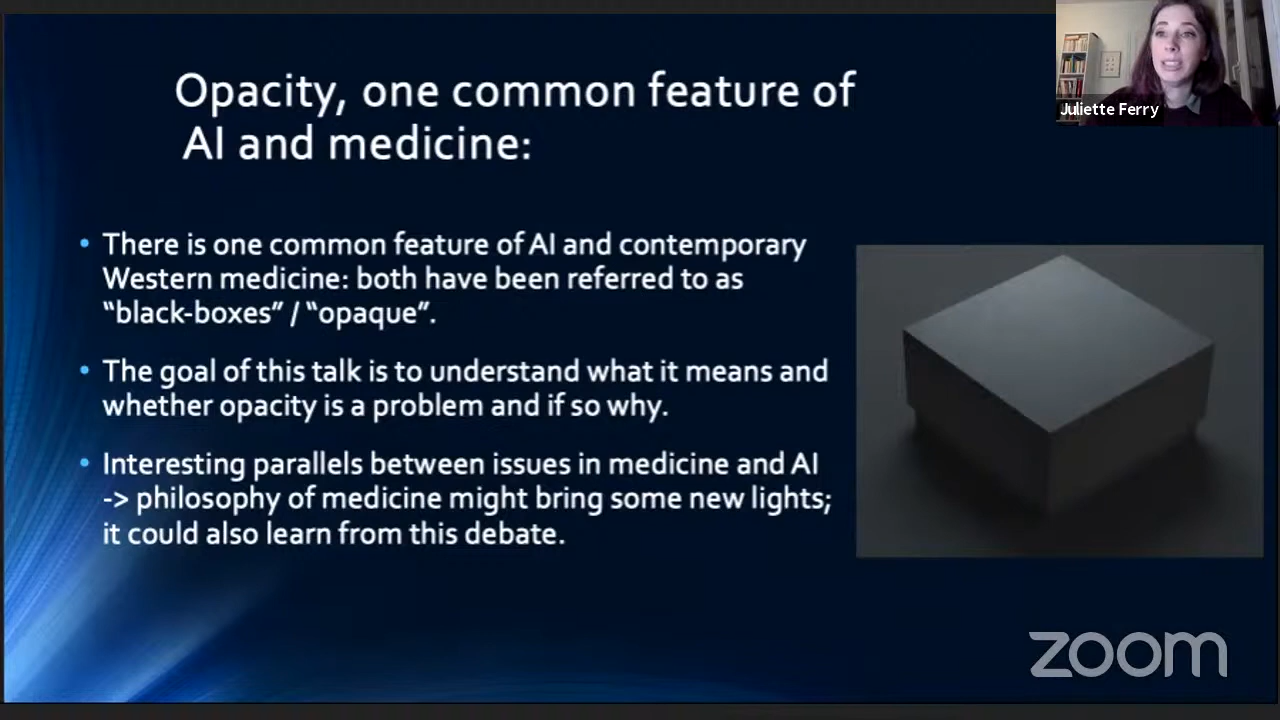 Opacity, one common feature of
AI and medicine:
Juliette Ferry
• There is one common feature of AI and contemporary
Western medicine: both have been referred to as
“black-boxes” / “opaque”.
• The goal of this talk is to understand what it means and
whether opacity is a problem and if so why.
• Interesting parallels between issues in medicine and AI
-> philosophy of medicine might bring some new lights;
it could also learn from this debate.
zoom